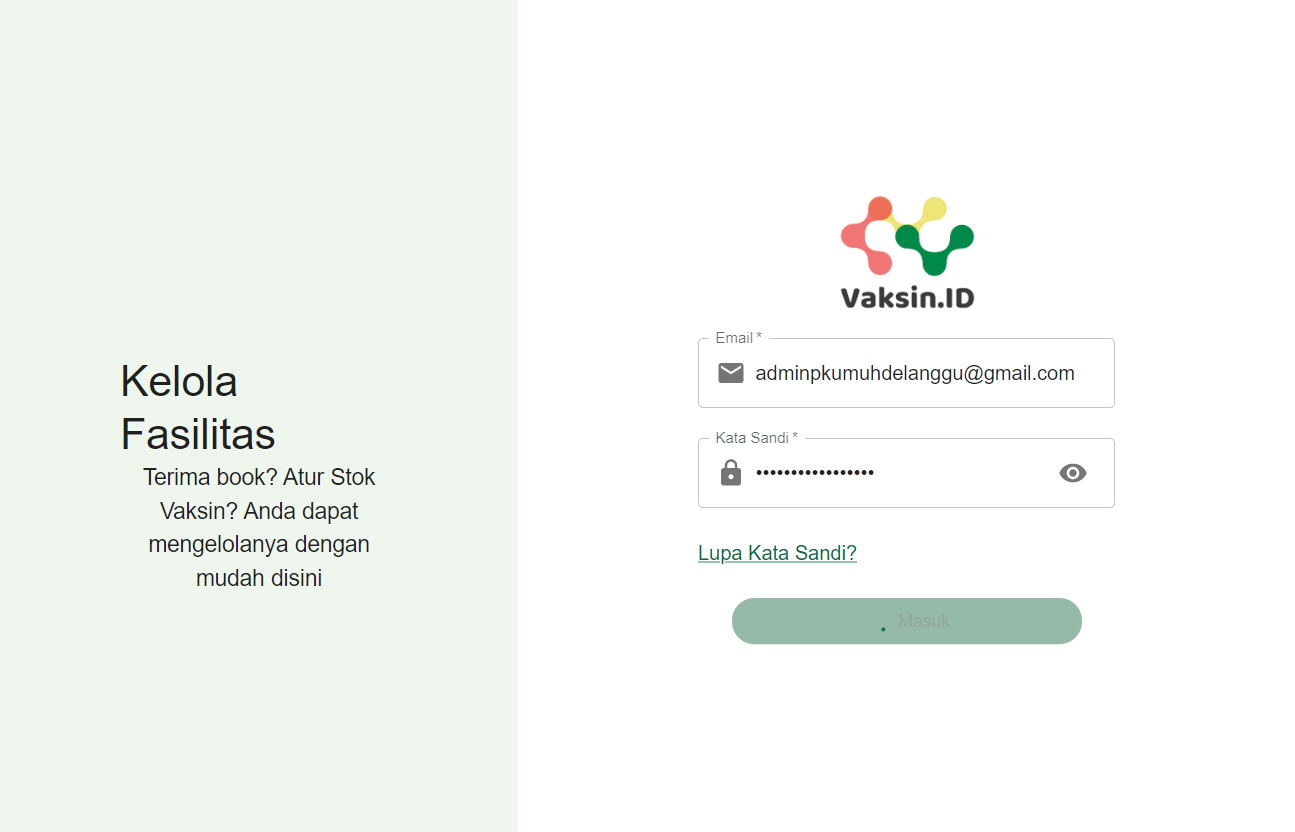 Kelola
Fasilitas
Terima book? Atur Stok
Vaksin? Anda dapat
mengelolanya dengan
mudah disini
Vaksin.ID
Email *
adminpkumuhdelanggu@gmail.com
Kata Sandi *
•••••••••••••••••
Lupa Kata Sandi?
Masuk